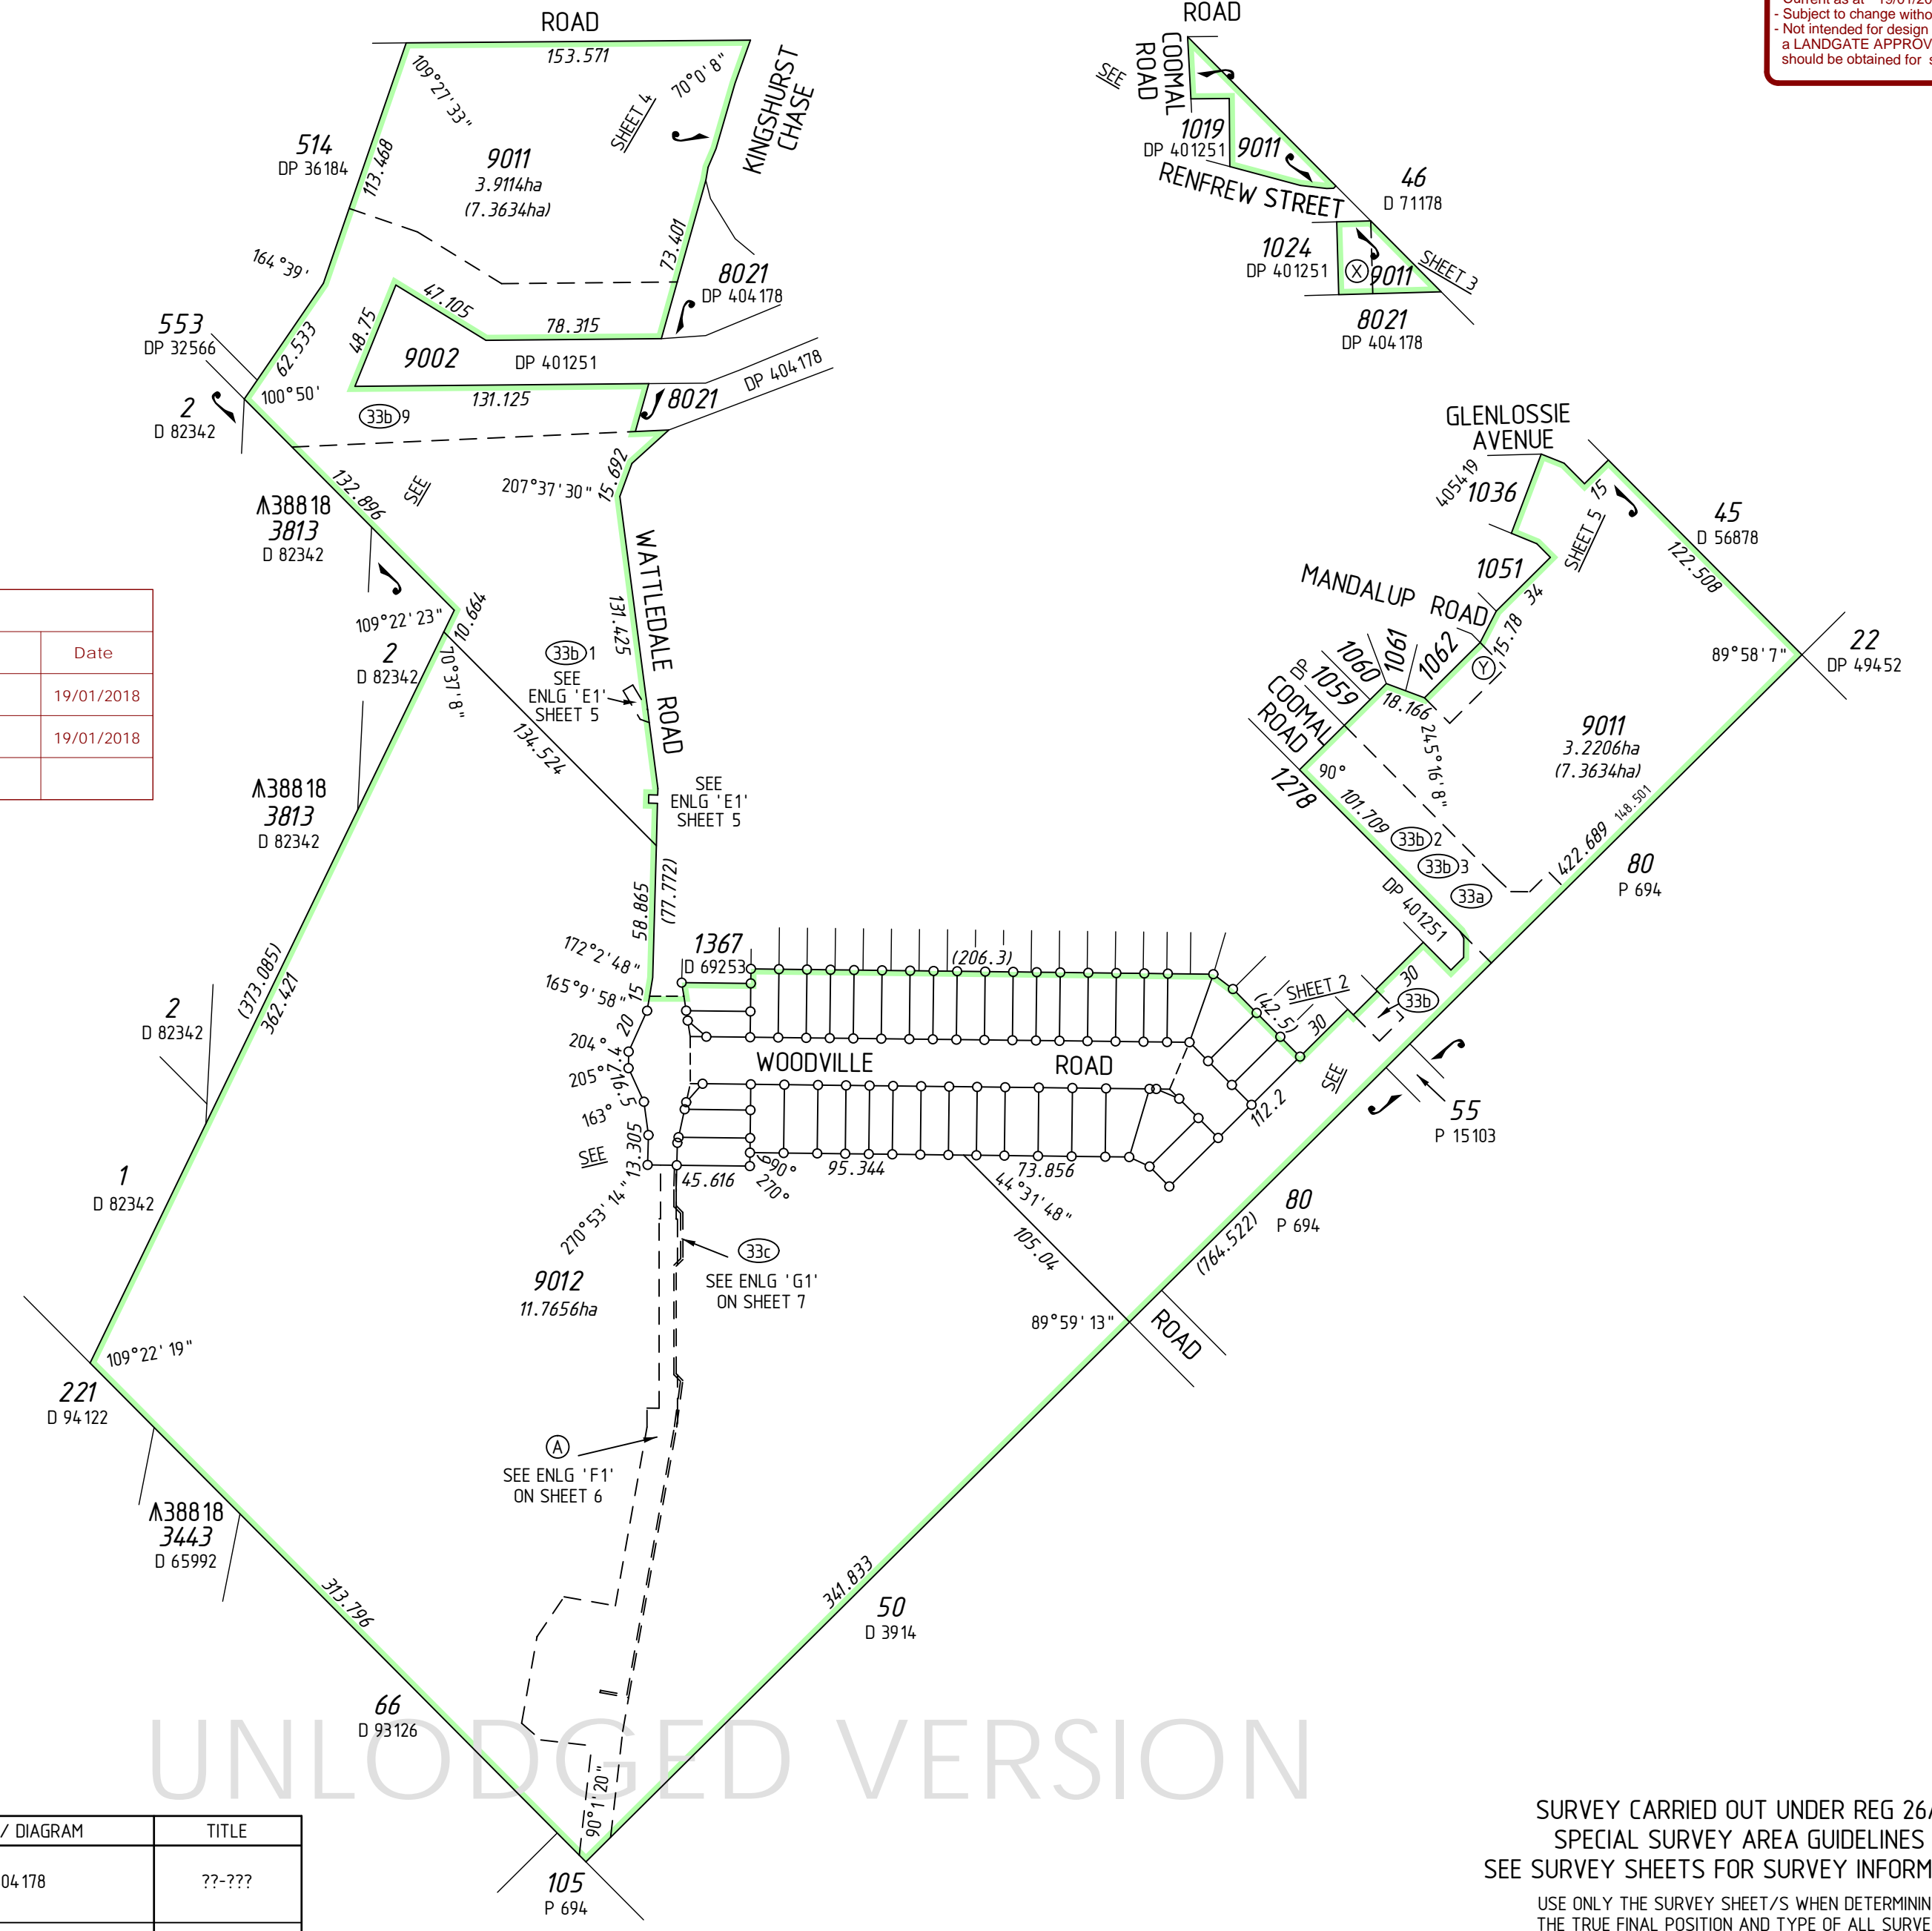 ROAD
153.571
109°27'33"
70°0'8"
KINGSHURST
CHASE
SHEET 4
514
DP 36184
113.468
9011
3.9114ha
(7.3634ha)
73.401
164°39'
8021
DP 404178
47.105
78.315
48.75
9002
DP 401251
62.533
553
DP 32566
100°50'
131.125
DP 404178
8021
2
D 82342
33b 9
132.896
SEE
207°37'30"
15.692
⩚38818
3813
D 82342
WATTLEDALE ROAD
131.425
109°22'23"
10.664
2
D 82342
70°37'8"
33b 1
SEE
ENLG 'E1'
SHEET 5
134.524
SEE
ENLG 'E1'
SHEET 5
⩚38818
3813
D 82342
58.865
(77.772)
172°2'48"
165°9'58"
15
1367
D 69253
(206.3)
(373.085)
362.421
2
D 82342
20
204°
7.4
205°
16.5
163°
SEE
13.305
WOODVILLE ROAD
45.616
90°
270°
95.344
73.856
270°53'14"
44°31'48"
105.04
1
D 82342
33c
SEE ENLG 'G1'
ON SHEET 7
9012
11.7656ha
89°59'13"
ROAD
109°22'19"
221
D 94122
A
SEE ENLG 'F1'
ON SHEET 6
⩚38818
3443
D 65992
313.796
341.833
50
D 3914
66
D 93126
90°1'20"
105
P 694
ROAD
COOMAL
ROAD
SEE
1019
DP 401251
9011
RENFREW STREET
46
D 71178
1024
DP 401251
X
9011
SHEET 3
8021
DP 404178
GLENLOSSIE
AVENUE
405419
1036
15
SHEET 5
45
D 56878
122.508
1051
34
MANDALUP ROAD
15.78
Y
1062
1061
1060
DP 1059
COOMAL
ROAD
18.166
245°16'8"
89°58'7"
22
DP 49452
9011
3.2206ha
(7.3634ha)
1278
90°
101.709
33b 2
33b 3
33a
148.501
422.689
80
P 694
DP 401251
30
33b
SHEET 2
(42.5)
30
112.2
SEE
55
P 15103
80
P 694
(764.522)
Date
19/01/2018
19/01/2018
- Subject to change witho
- Not intended for design
a LANDGATE APPROV
should be obtained for s
UNLODGED VERSION
/ DIAGRAM
TITLE
04178
??-???
SURVEY CARRIED OUT UNDER REG 26A
SPECIAL SURVEY AREA GUIDELINES
SEE SURVEY SHEETS FOR SURVEY INFORM
USE ONLY THE SURVEY SHEET/S WHEN DETERMININ
THE TRUE FINAL POSITION AND TYPE OF ALL SURVE